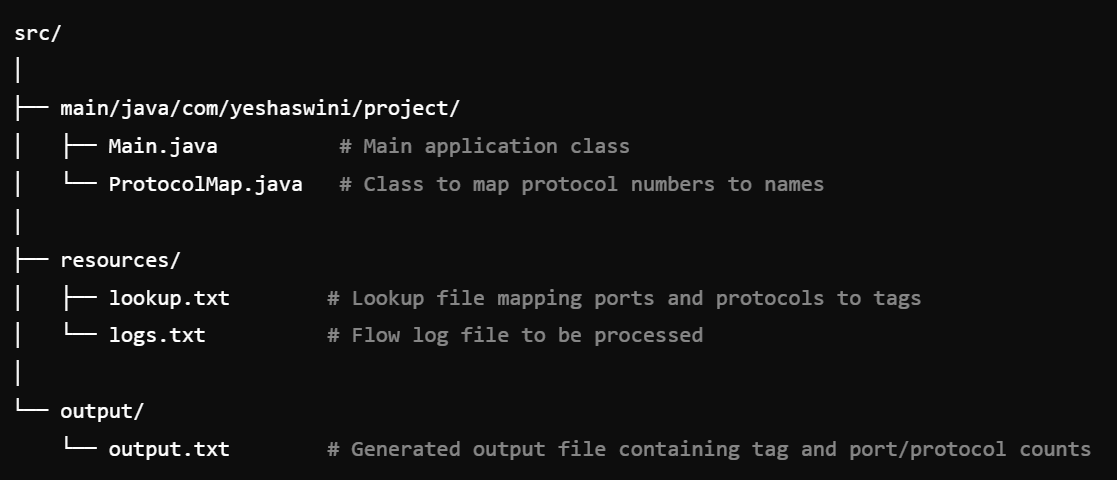 src/
│
├── main/java/com/yeshaswini/project/
│   ├── Main.java          # Main application class
│   └── ProtocolMap.java   # Class to map protocol numbers to names
│
├── resources/
│   ├── lookup.txt        # Lookup file mapping ports and protocols to tags
│   └── logs.txt          # Flow log file to be processed
│
└── output/
    └── output.txt        # Generated output file containing tag and port/protocol counts